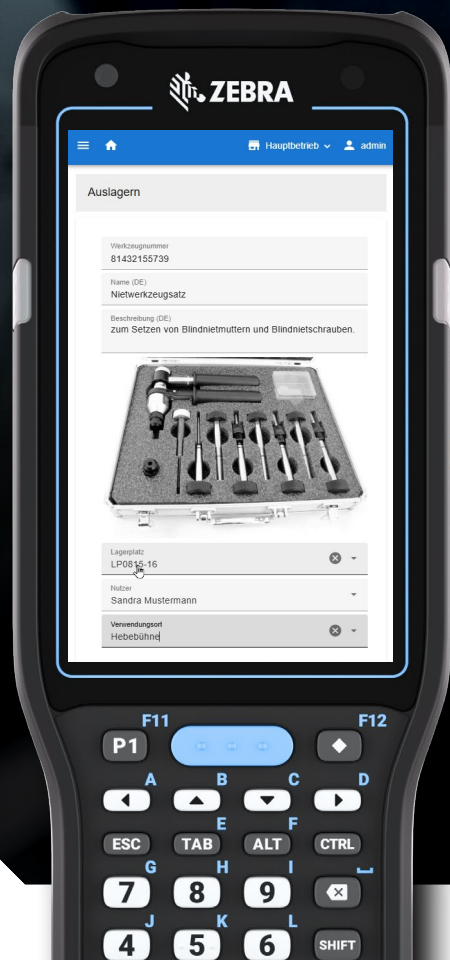 ZEBRA
Hauptbetrieb admin
Auslagern
Werkzeugnummer
81432155739
Name (DE)
Nietwerkzeugsatz
Beschreibung (DE)
zum Setzen von Blindnietmuttern und Blindnietschrauben.
Lagerplatz
LP0815-16
Nutzer
Sandra Mustermann
Verwendungsort
Hebebühne
F11 F12
P1
A B C D
E F
ESC TAB ALT CTRL
G H I
7 8 9
J K L
4 5 6 SHIFT